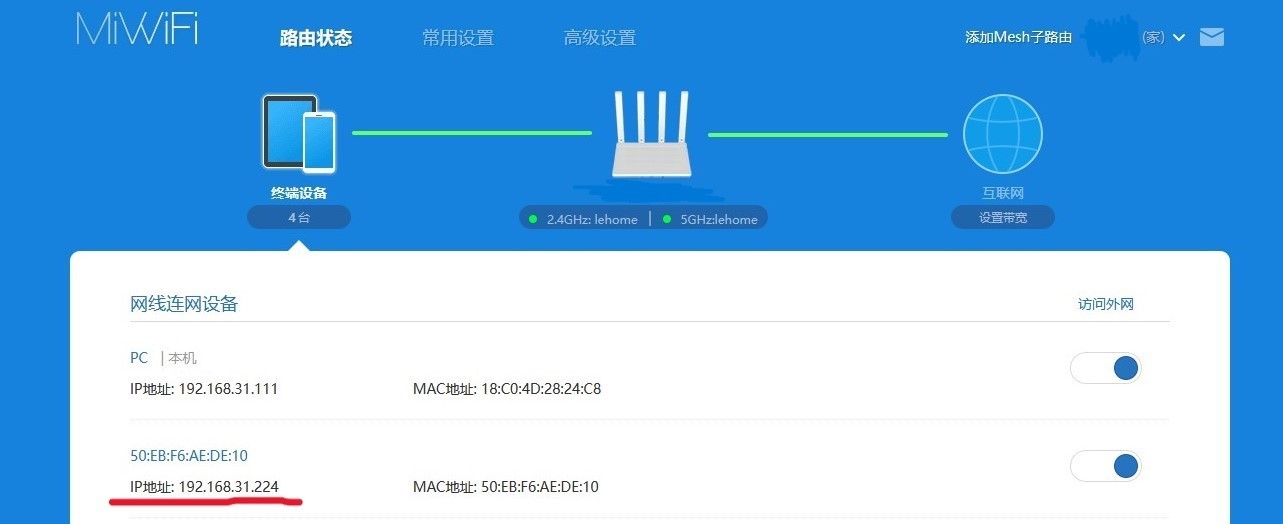 MiWiFi 路由状态 常用设置 高级设置 添加Mesh子路由 (家)
终端设备 互联网
4 台 2.4GHz: lehome | 5GHz:lehome 设置带宽
网线连网设备 访问外网
PC | 本机
IP地址: 192.168.31.111 MAC地址: 18:C0:4D:28:24:C8
50:EB:F6:AE:DE:10
IP地址: 192.168.31.224 MAC地址: 50:EB:F6:AE:DE:10